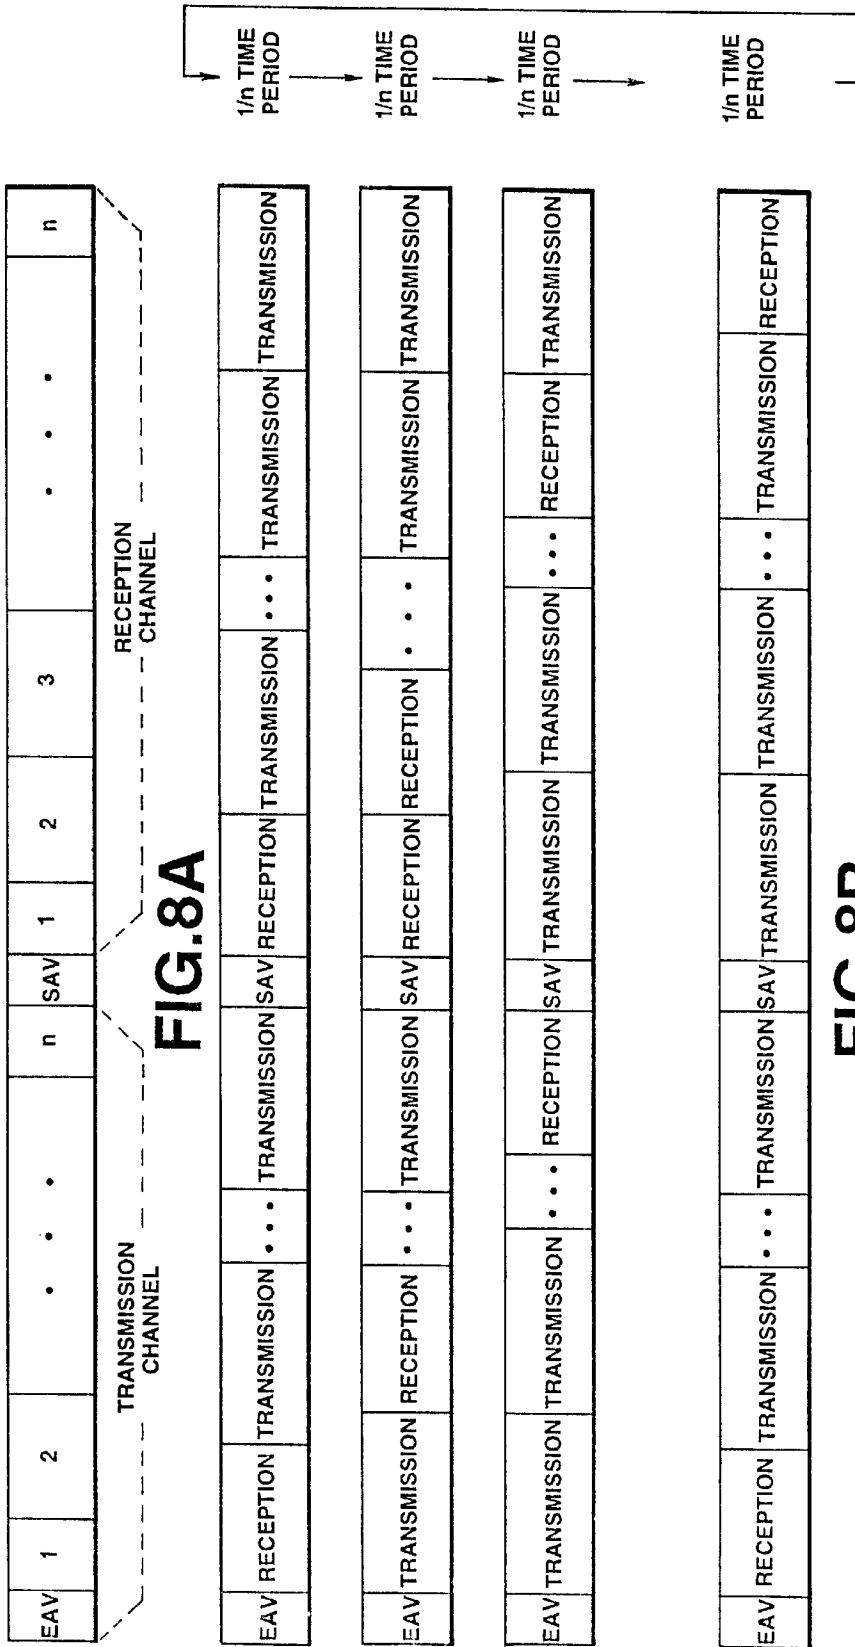 EAV 1 2 . . . n SAV 1 2 3 . . . n
TRANSMISSION
CHANNEL
RECEPTION
CHANNEL
FIG.8A
EAV RECEPTION TRANSMISSION ... TRANSMISSION SAV RECEPTION TRANSMISSION ... TRANSMISSION TRANSMISSION
1/n TIME
PERIOD
EAV TRANSMISSION RECEPTION ... TRANSMISSION SAV RECEPTION RECEPTION . . . TRANSMISSION TRANSMISSION
1/n TIME
PERIOD
EAV TRANSMISSION TRANSMISSION ... RECEPTION SAV TRANSMISSION TRANSMISSION ... RECEPTION TRANSMISSION
1/n TIME
PERIOD
EAV RECEPTION TRANSMISSION ... TRANSMISSION SAV TRANSMISSION TRANSMISSION ... TRANSMISSION RECEPTION
1/n TIME
PERIOD